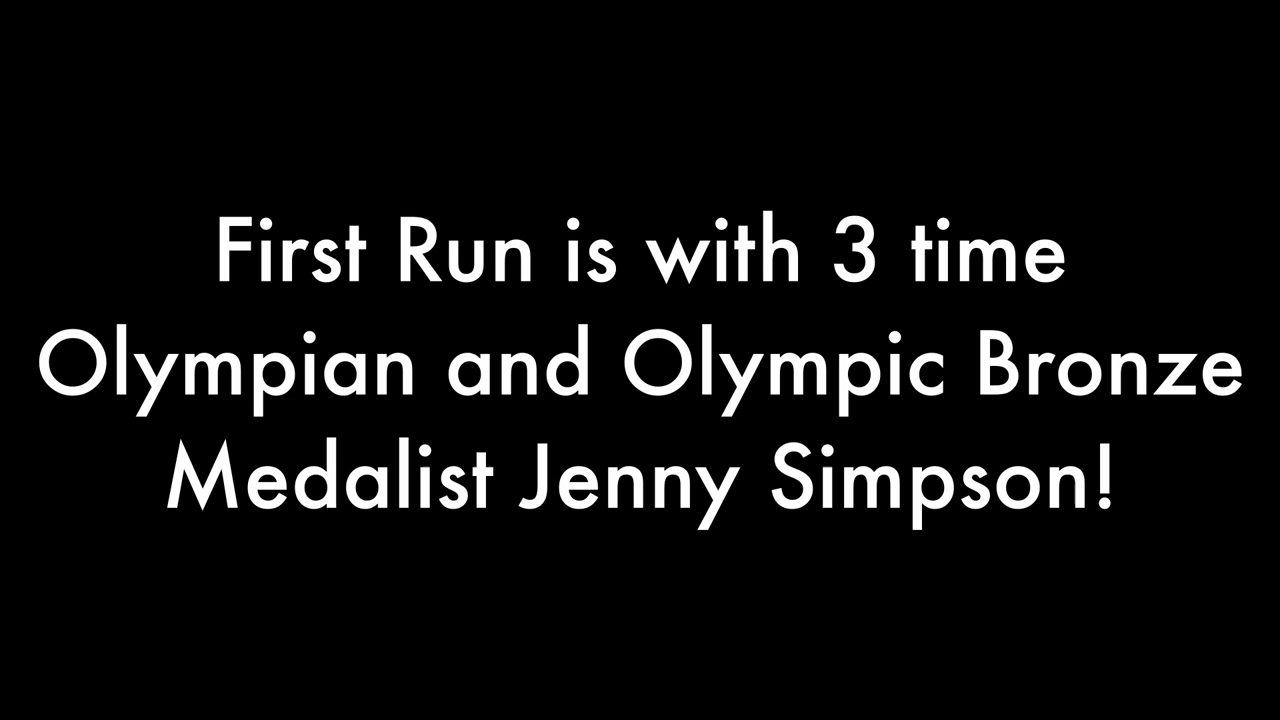 First Run is with 3 time
Olympian and Olympic Bronze
Medalist Jenny Simpson!